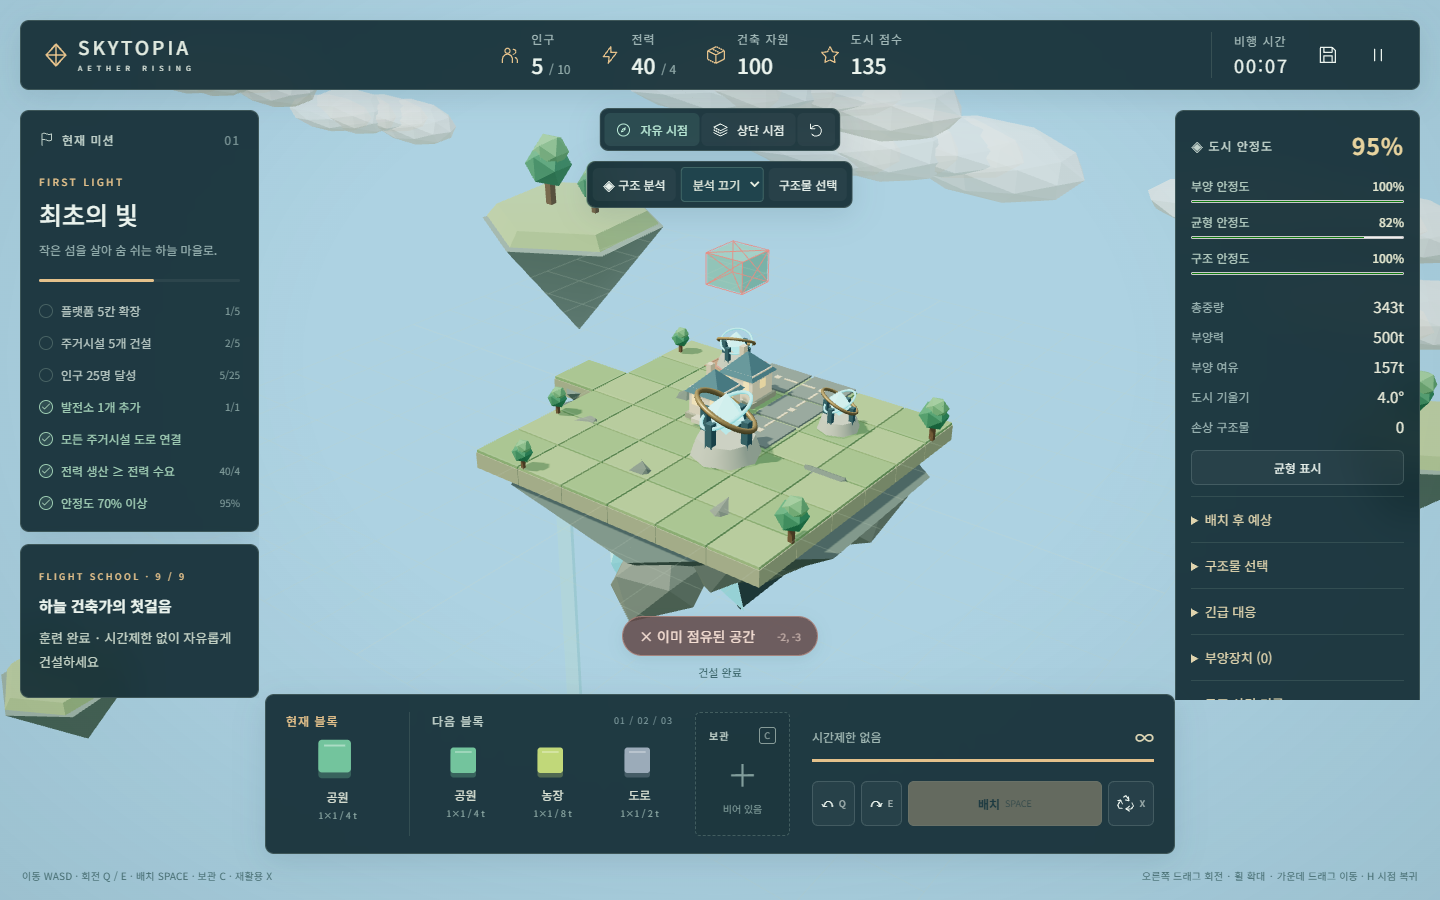 SKYTOPIA
AETHER RISING
인구
5 / 10
전력
40 / 4
건축 자원
100
도시 점수
135
비행 시간
00:07
현재 미션 01
FIRST LIGHT
최초의 빛
작은 섬을 살아 숨 쉬는 하늘 마을로.
플랫폼 5칸 확장 1/5
주거시설 5개 건설 2/5
인구 25명 달성 5/25
발전소 1개 추가 1/1
모든 주거시설 도로 연결
전력 생산 ≥ 전력 수요 40/4
안정도 70% 이상 95%
FLIGHT SCHOOL · 9 / 9
하늘 건축가의 첫걸음
훈련 완료 · 시간제한 없이 자유롭게
건설하세요
자유 시점 상단 시점
◈ 구조 분석 분석 끄기 구조물 선택
◈ 도시 안정도 95%
부양 안정도 100%
균형 안정도 82%
구조 안정도 100%
총중량 343t
부양력 500t
부양 여유 157t
도시 기울기 4.0°
손상 구조물 0
균형 표시
▶ 배치 후 예상
▶ 구조물 선택
▶ 긴급 대응
▶ 부양장치 (0)
✕ 이미 점유된 공간 -2, -3
건설 완료
현재 블록
공원
1×1 / 4 t
다음 블록 01 / 02 / 03
공원
1×1 / 4 t
농장
1×1 / 8 t
도로
1×1 / 2 t
보관 C
비어 있음
시간제한 없음 ∞
Q E 배치 SPACE X
이동 WASD · 회전 Q / E · 배치 SPACE · 보관 C · 재활용 X
오른쪽 드래그 회전 · 휠 확대 · 가운데 드래그 이동 · H 시점 복귀